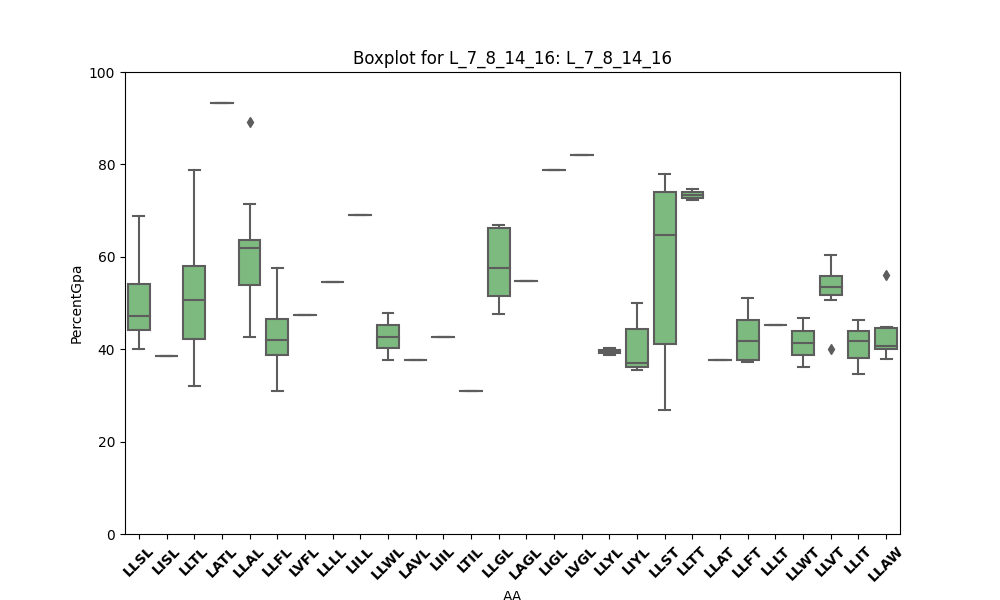 Boxplot for L_7_8_14_16: L_7_8_14_16
PercentGpa
100
80
60
40
20
0
LLSL LISL LLTL LATL LLAL LLFL LVFL LLLL LILL LLWL LAVL LIIL LTIL LLGL LAGL LIGL LVGL LLYL LIYL LLST LLTT LLAT LLFT LLLT LLWT LLVT LLIT LLAW
AA